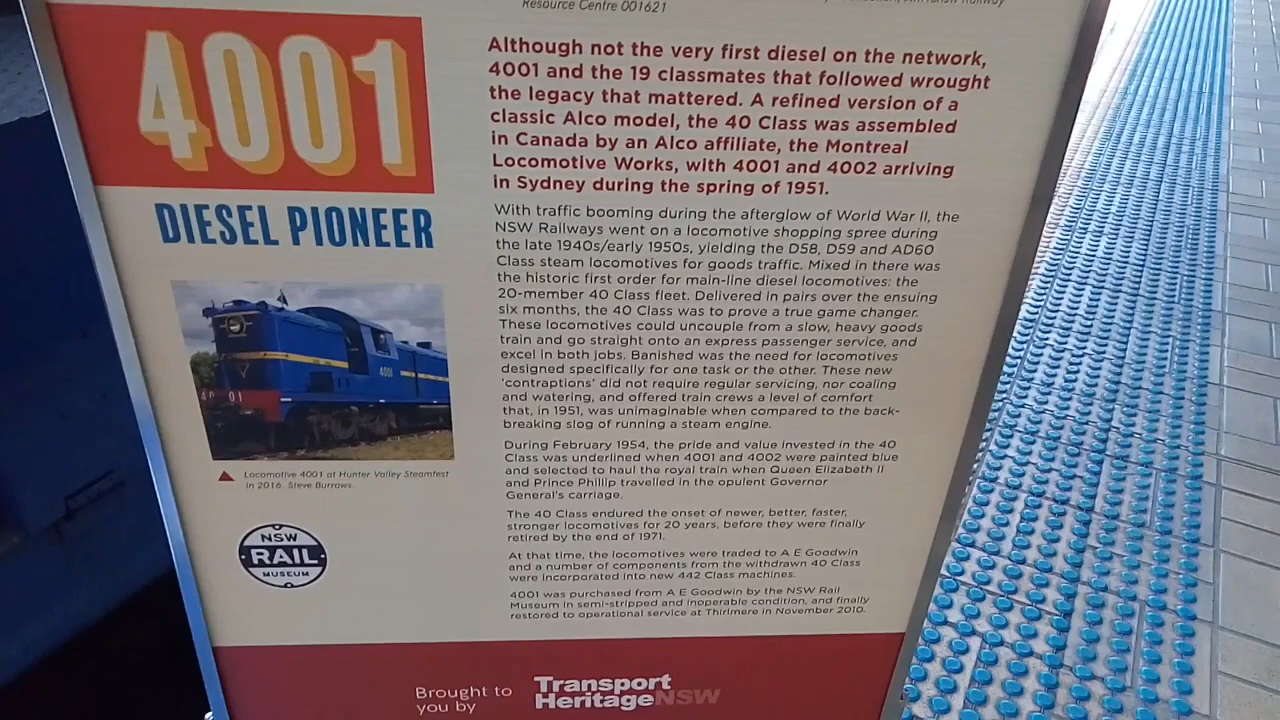 Resource Centre 001621
4001
DIESEL PIONEER
Although not the very first diesel on the network,
4001 and the 19 classmates that followed wrought
the legacy that mattered. A refined version of a
classic Alco model, the 40 Class was assembled
in Canada by an Alco affiliate, the Montreal
Locomotive Works, with 4001 and 4002 arriving
in Sydney during the spring of 1951.
With traffic booming during the afterglow of World War II, the
NSW Railways went on a locomotive shopping spree during
the late 1940s/early 1950s, yielding the D58, D59 and AD60
Class steam locomotives for goods traffic. Mixed in there was
the historic first order for main-line diesel locomotives: the
20-member 40 Class fleet. Delivered in pairs over the ensuing
six months, the 40 Class was to prove a true game changer.
These locomotives could uncouple from a slow, heavy goods
train and go straight onto an express passenger service, and
excel in both jobs. Banished was the need for locomotives
designed specifically for one task or the other. These new
'contraptions' did not require regular servicing, nor coaling
and watering, and offered train crews a level of comfort
that, in 1951, was unimaginable when compared to the back-
breaking slog of running a steam engine.
During February 1954, the pride and value invested in the 40
Class was underlined when 4001 and 4002 were painted blue
and selected to haul the royal train when Queen Elizabeth II
and Prince Phillip travelled in the opulent Governor
General's carriage.
The 40 Class endured the onset of newer, better, faster,
stronger locomotives for 20 years, before they were finally
retired by the end of 1971.
At that time, the locomotives were traded to A E Goodwin
and a number of components from the withdrawn 40 Class
were incorporated into new 442 Class machines.
4001 was purchased from A E Goodwin by the NSW Rail
Museum in semi-stripped and inoperable condition, and finally
restored to operational service at Thirlmere in November 2010.
4001
40 01
Locomotive 4001 at Hunter Valley Steamfest
in 2016. Steve Burrows.
NSW
RAIL
MUSEUM
Brought to
you by
Transport
HeritageNSW